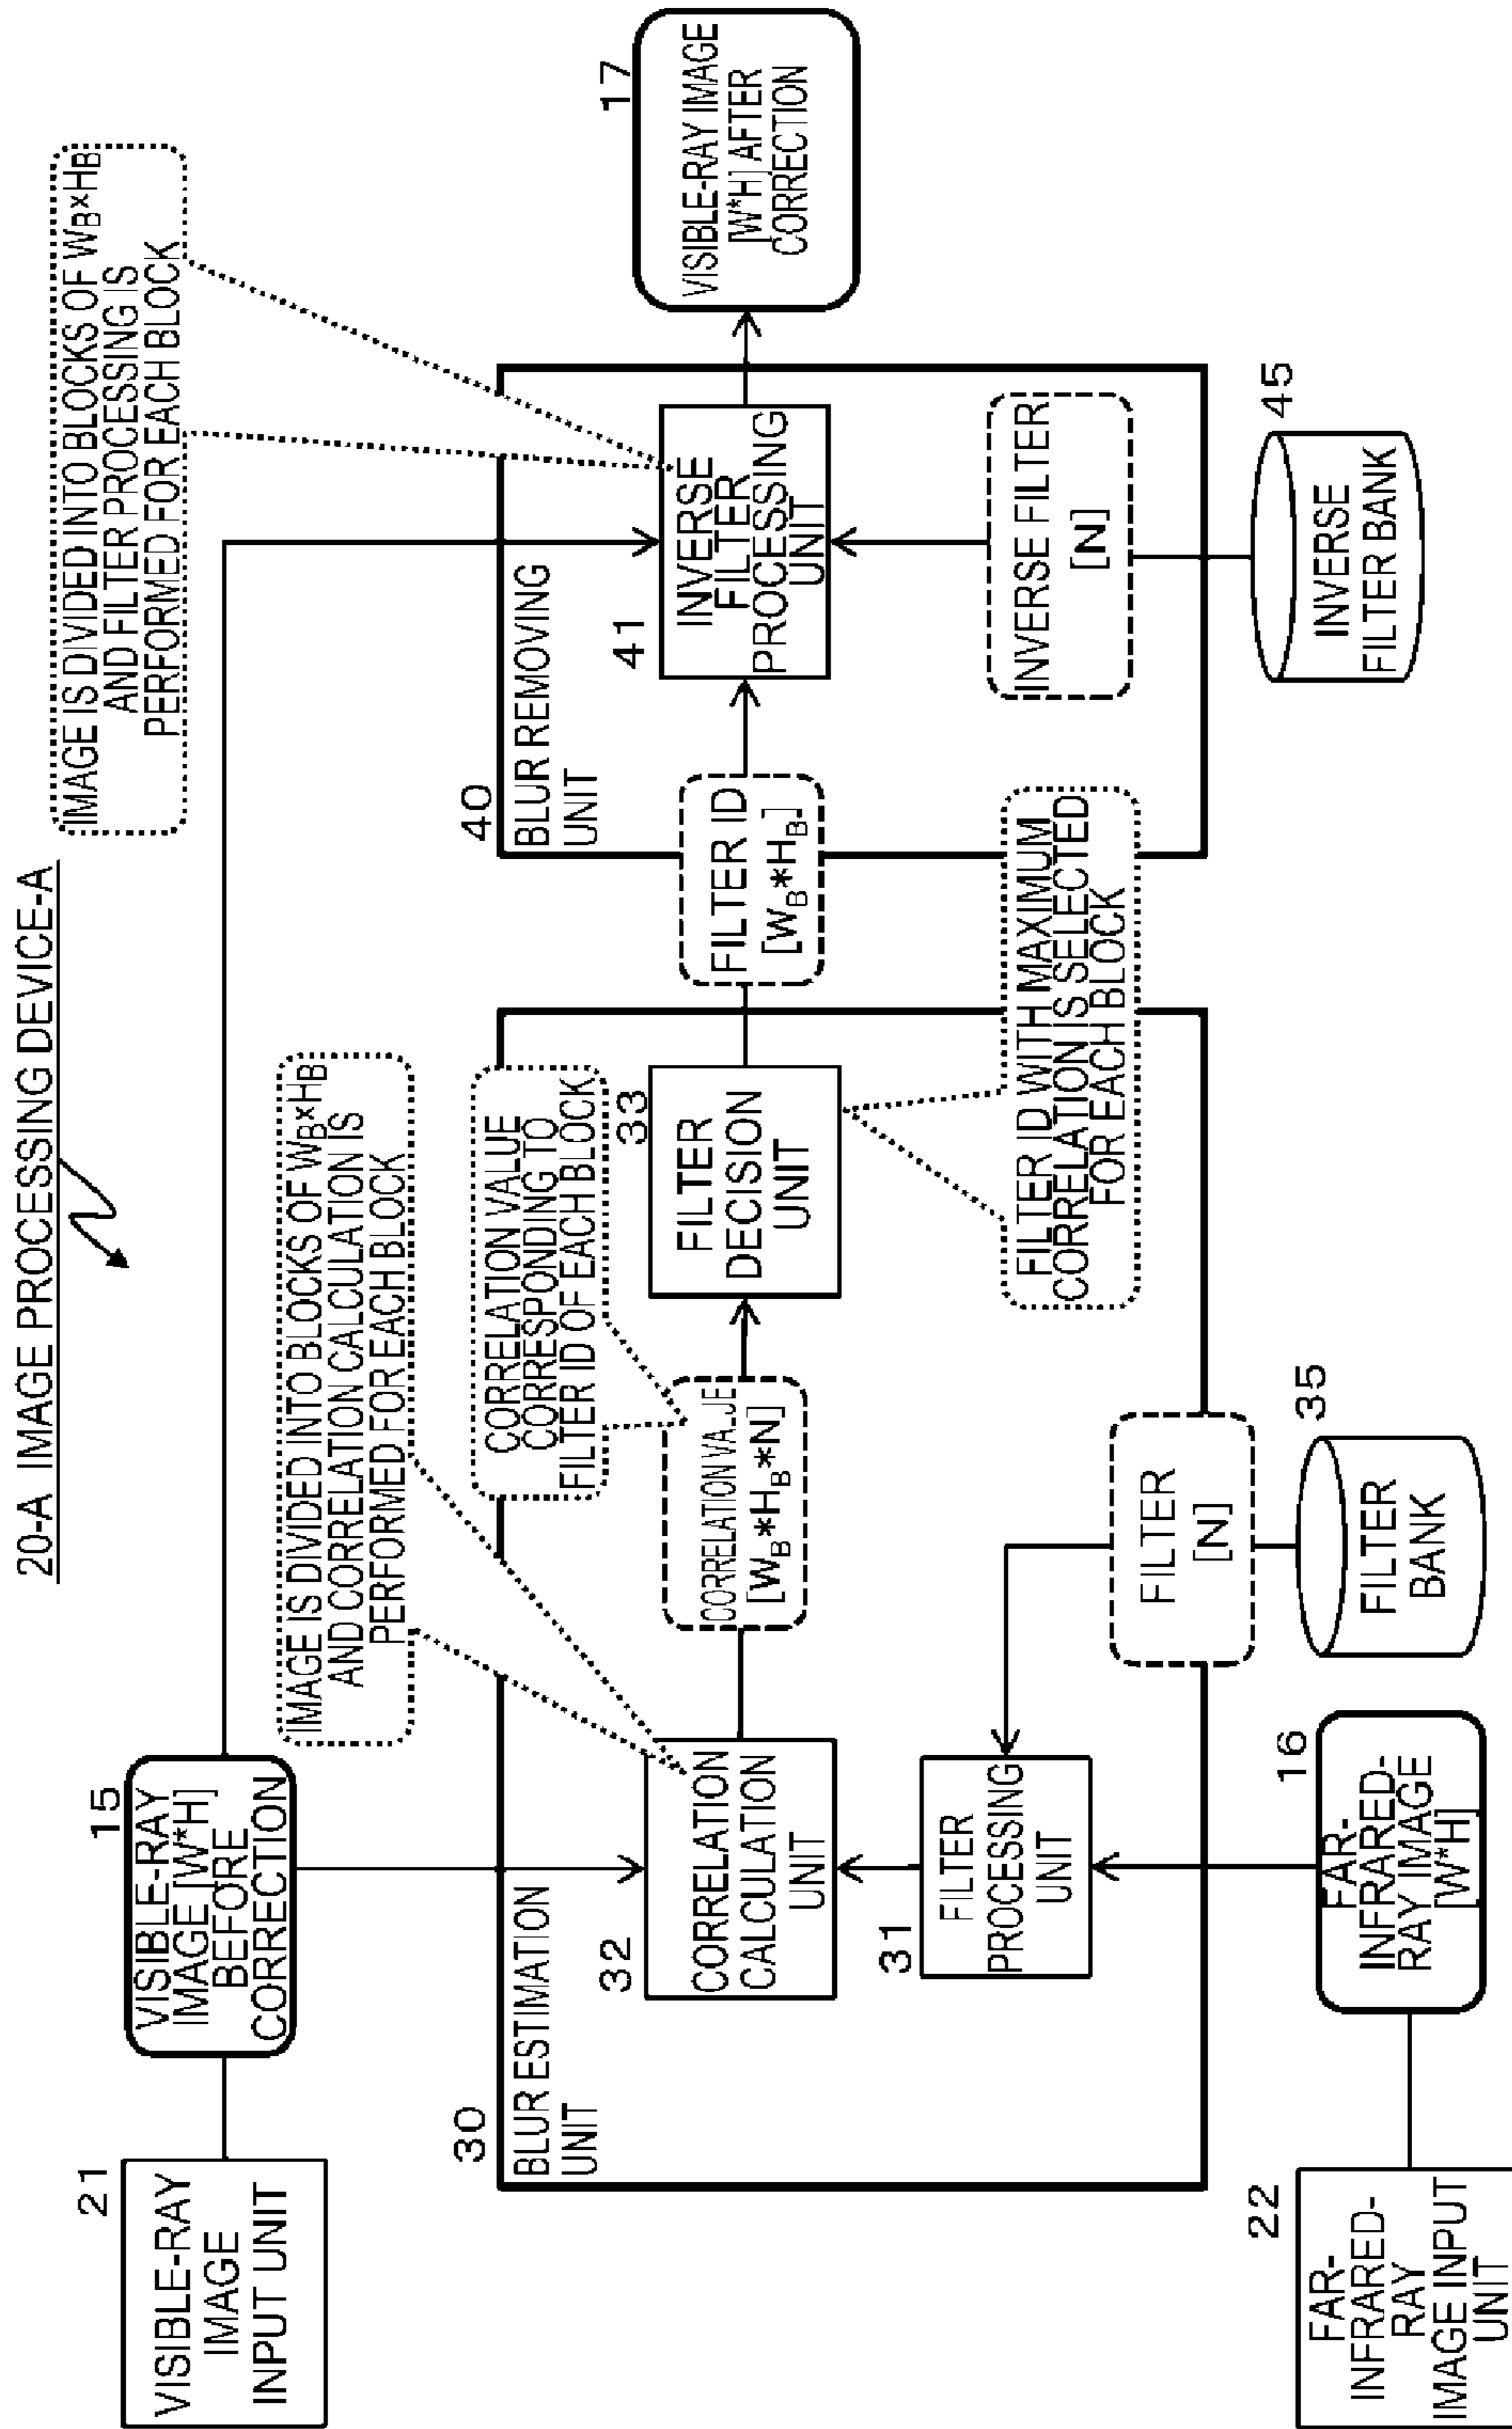 20-A IMAGE PROCESSING DEVICE-A
21
VISIBLE-RAY
IMAGE
INPUT UNIT
15
VISIBLE-RAY
IMAGE [W*H]
BEFORE
CORRECTION
IMAGE IS DIVIDED INTO BLOCKS OF WB×HB
AND CORRELATION CALCULATION IS
PERFORMED FOR EACH BLOCK
IMAGE IS DIVIDED INTO BLOCKS OF WB×HB
AND FILTER PROCESSING IS
PERFORMED FOR EACH BLOCK
30
BLUR ESTIMATION
UNIT
32
CORRELATION
CALCULATION
UNIT
CORRELATION VALUE
CORRESPONDING TO
FILTER ID OF EACH BLOCK
CORRELATION VALUE
[WB*HB*N]
33
FILTER
DECISION
UNIT
FILTER ID WITH MAXIMUM
CORRELATION IS SELECTED
FOR EACH BLOCK
31
FILTER
PROCESSING
UNIT
FILTER
[N]
35
FILTER
BANK
22
FAR-
INFRARED-
RAY
IMAGE INPUT
UNIT
16
FAR-
INFRARED-
RAY IMAGE
[W*H]
40
BLUR REMOVING
UNIT
FILTER ID
[WB*HB]
41
INVERSE
FILTER
PROCESSING
UNIT
INVERSE FILTER
[N]
45
INVERSE
FILTER BANK
17
VISIBLE-RAY IMAGE
[W*H] AFTER
CORRECTION